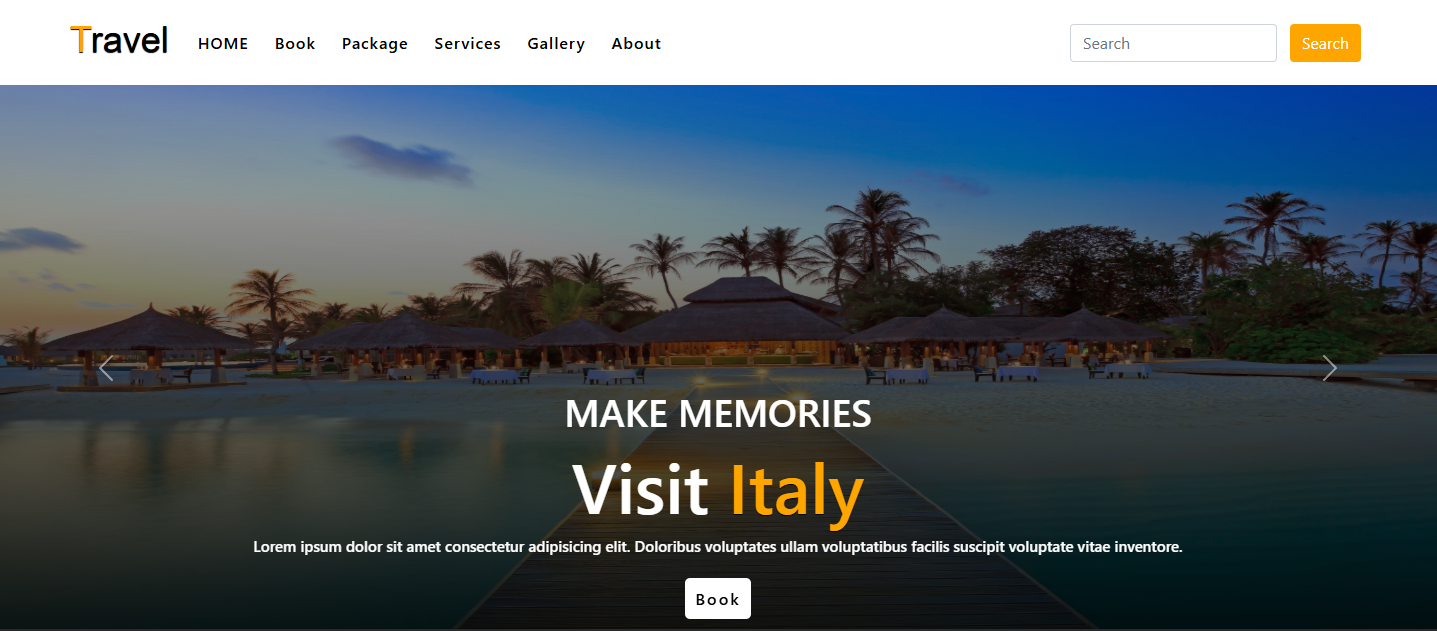 Travel HOME Book Package Services Gallery About Search Search
MAKE MEMORIES
Visit Italy
Lorem ipsum dolor sit amet consectetur adipisicing elit. Doloribus voluptates ullam voluptatibus facilis suscipit voluptate vitae inventore.
Book